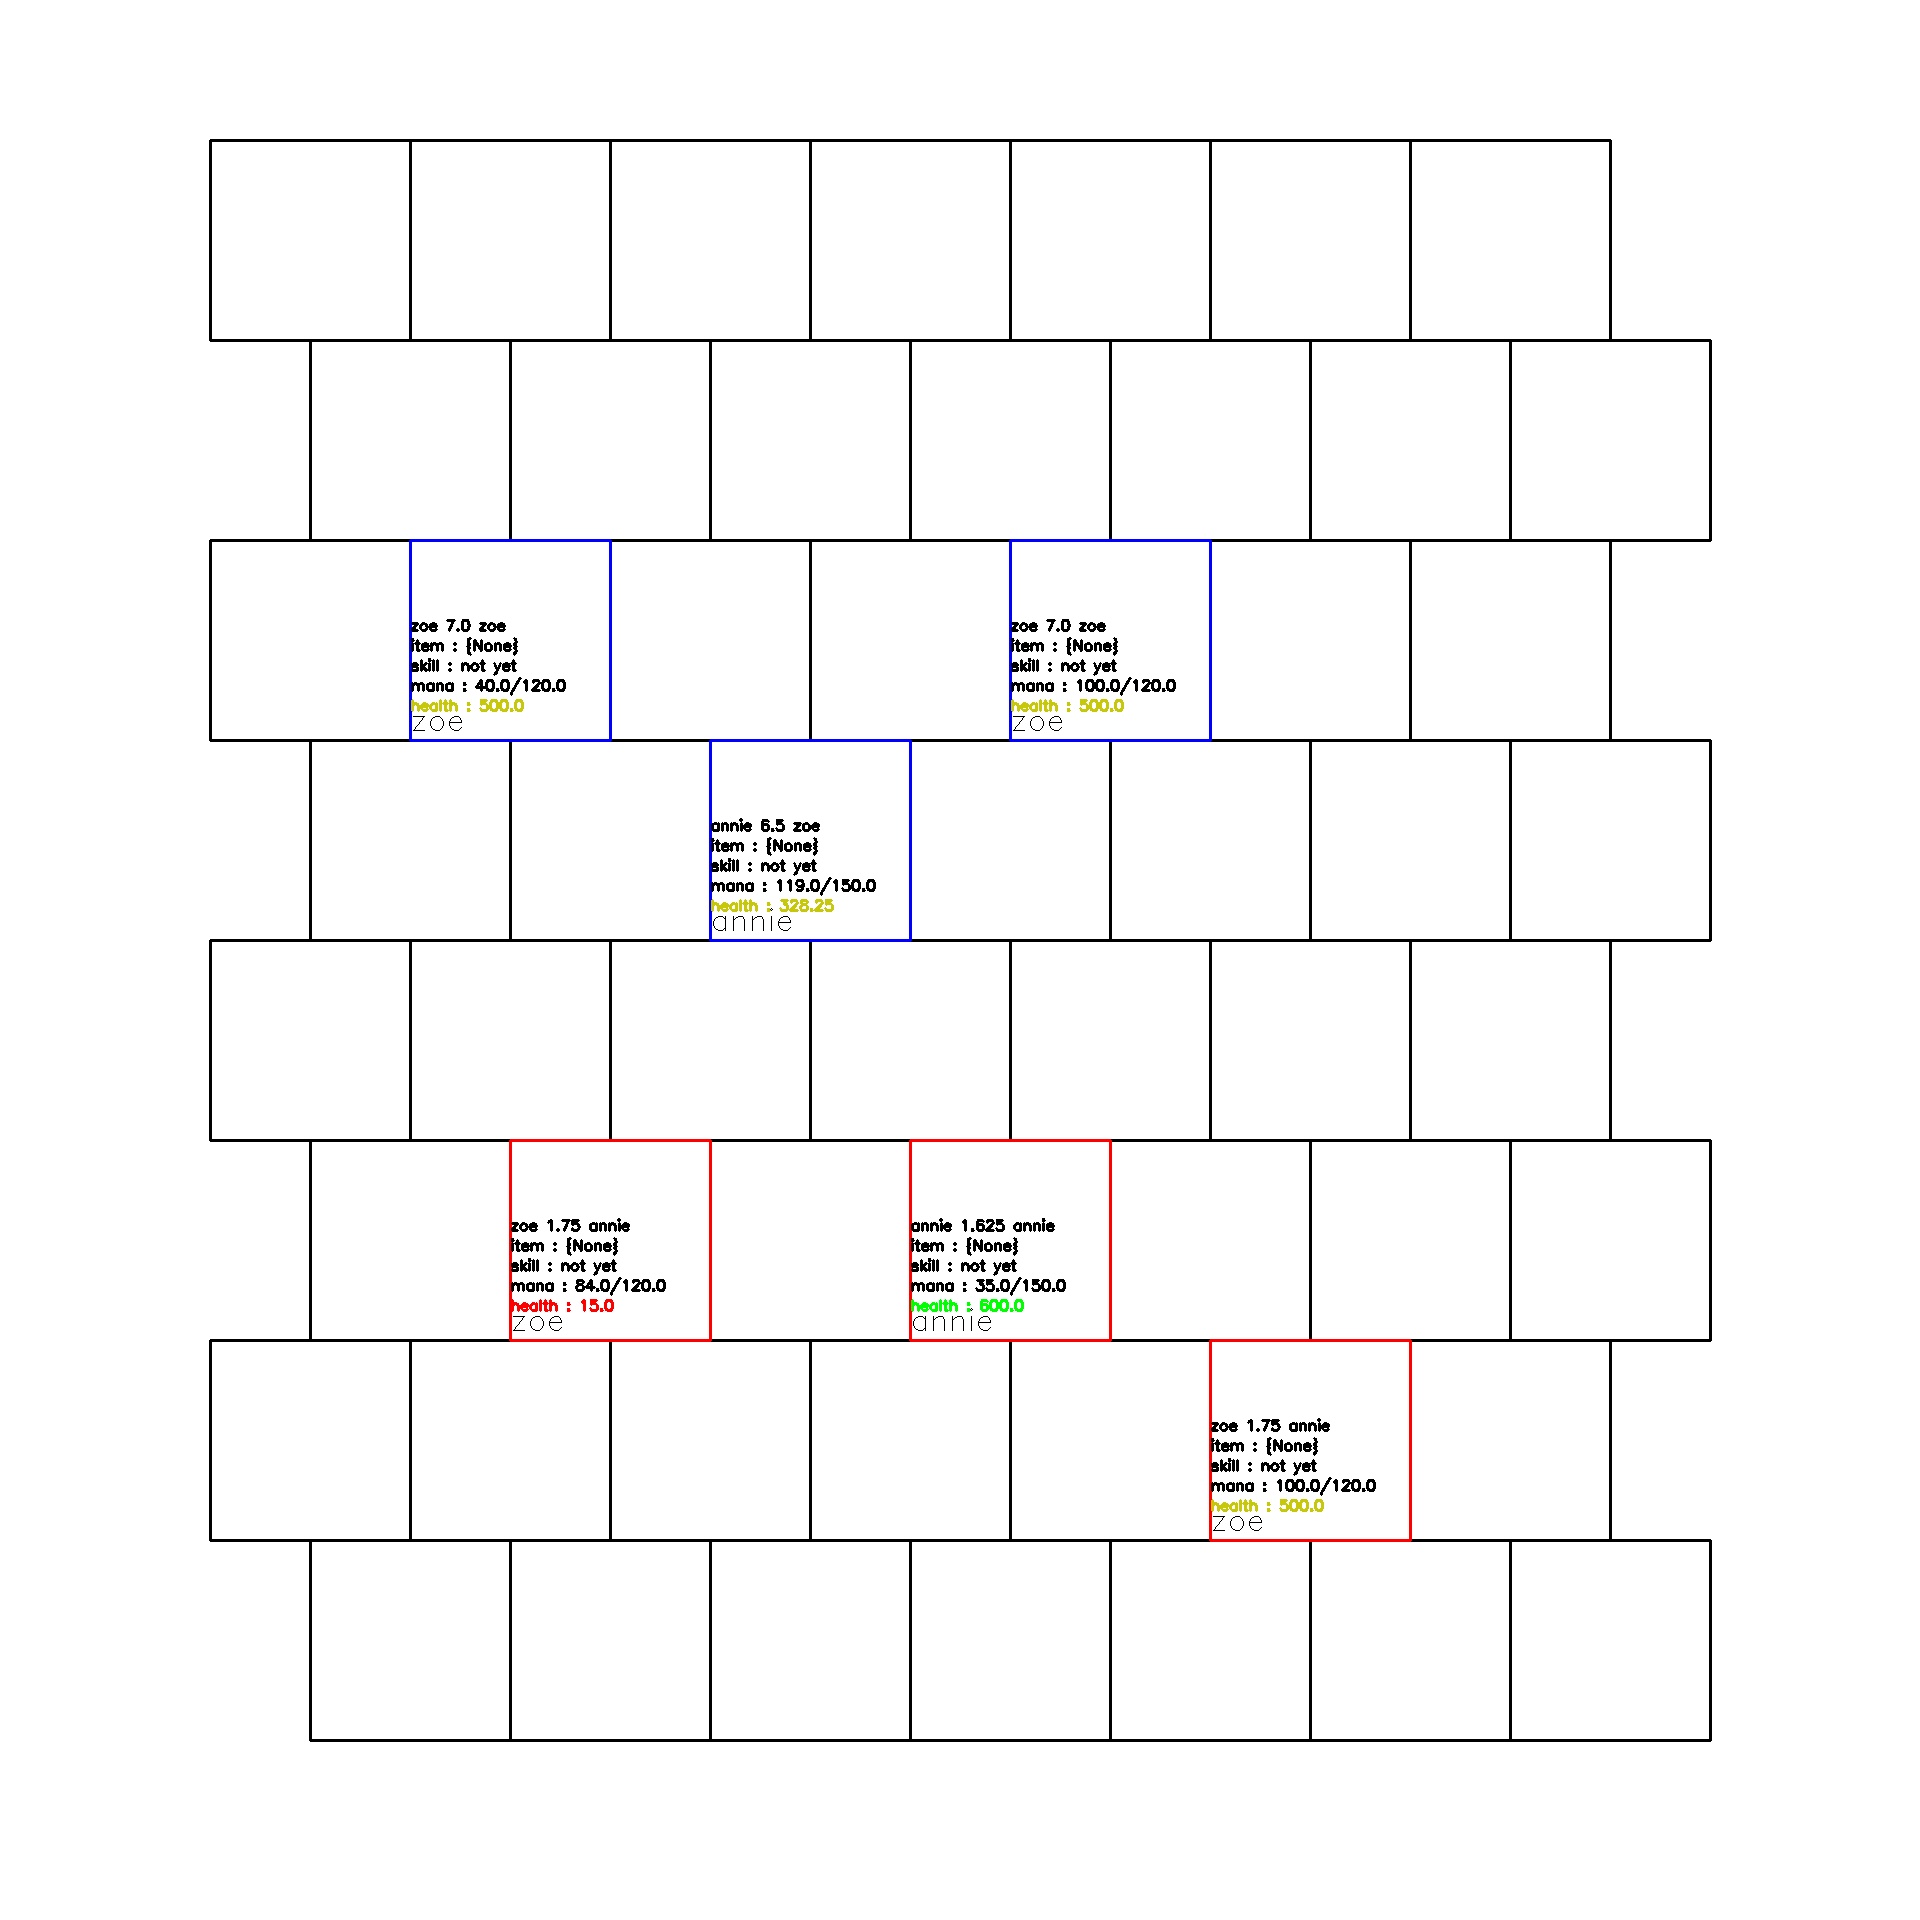 zoe 7.0 zoe
item : {None}
skill : not yet
mana : 40.0/120.0
health : 500.0
zoe
zoe 7.0 zoe
item : {None}
skill : not yet
mana : 100.0/120.0
health : 500.0
zoe
annie 6.5 zoe
item : {None}
skill : not yet
mana : 119.0/150.0
health : 328.25
annie
zoe 1.75 annie
item : {None}
skill : not yet
mana : 84.0/120.0
health : 15.0
zoe
annie 1.625 annie
item : {None}
skill : not yet
mana : 35.0/150.0
health : 600.0
annie
zoe 1.75 annie
item : {None}
skill : not yet
mana : 100.0/120.0
health : 500.0
zoe